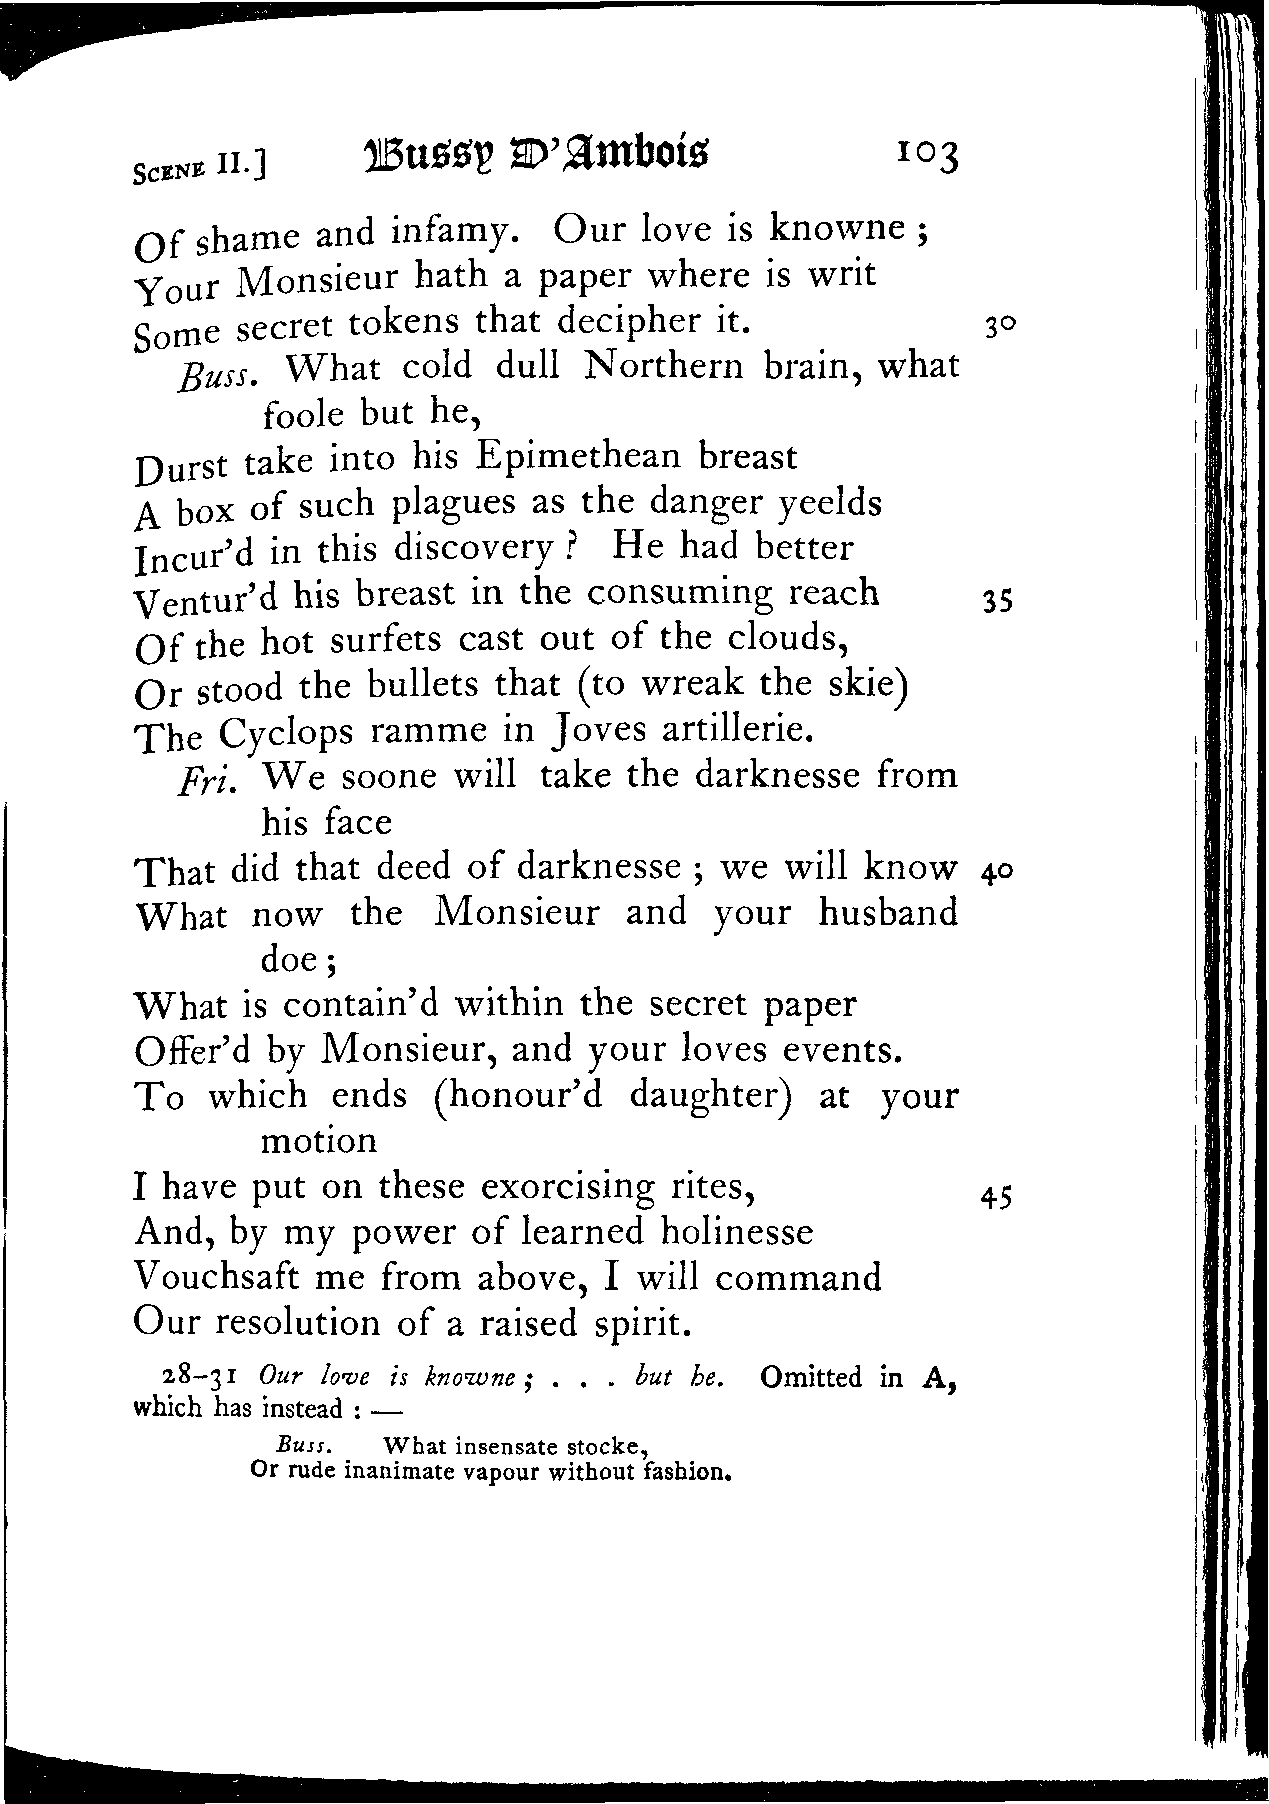 SCENE II.] Bussy D'Ambois 103
Of shame and infamy. Our love is knowne ;
Your Monsieur hath a paper where is writ
Some secret tokens that decipher it. 30
Buss. What cold dull Northern brain, what
foole but he,
Durst take into his Epimethean breast
A box of such plagues as the danger yeelds
Incur'd in this discovery ? He had better
Ventur'd his breast in the consuming reach 35
Of the hot surfets cast out of the clouds,
Or stood the bullets that (to wreak the skie)
The Cyclops ramme in Joves artillerie.
Fri. We soone will take the darknesse from
his face
That did that deed of darknesse ; we will know 40
What now the Monsieur and your husband
doe ;
What is contain'd within the secret paper
Offer'd by Monsieur, and your loves events.
To which ends (honour'd daughter) at your
motion
I have put on these exorcising rites, 45
And, by my power of learned holinesse
Vouchsaft me from above, I will command
Our resolution of a raised spirit.
28–31 Our love is knowne ; . . . but he. Omitted in A,
which has instead : —
Buss. What insensate stocke,
Or rude inanimate vapour without fashion.